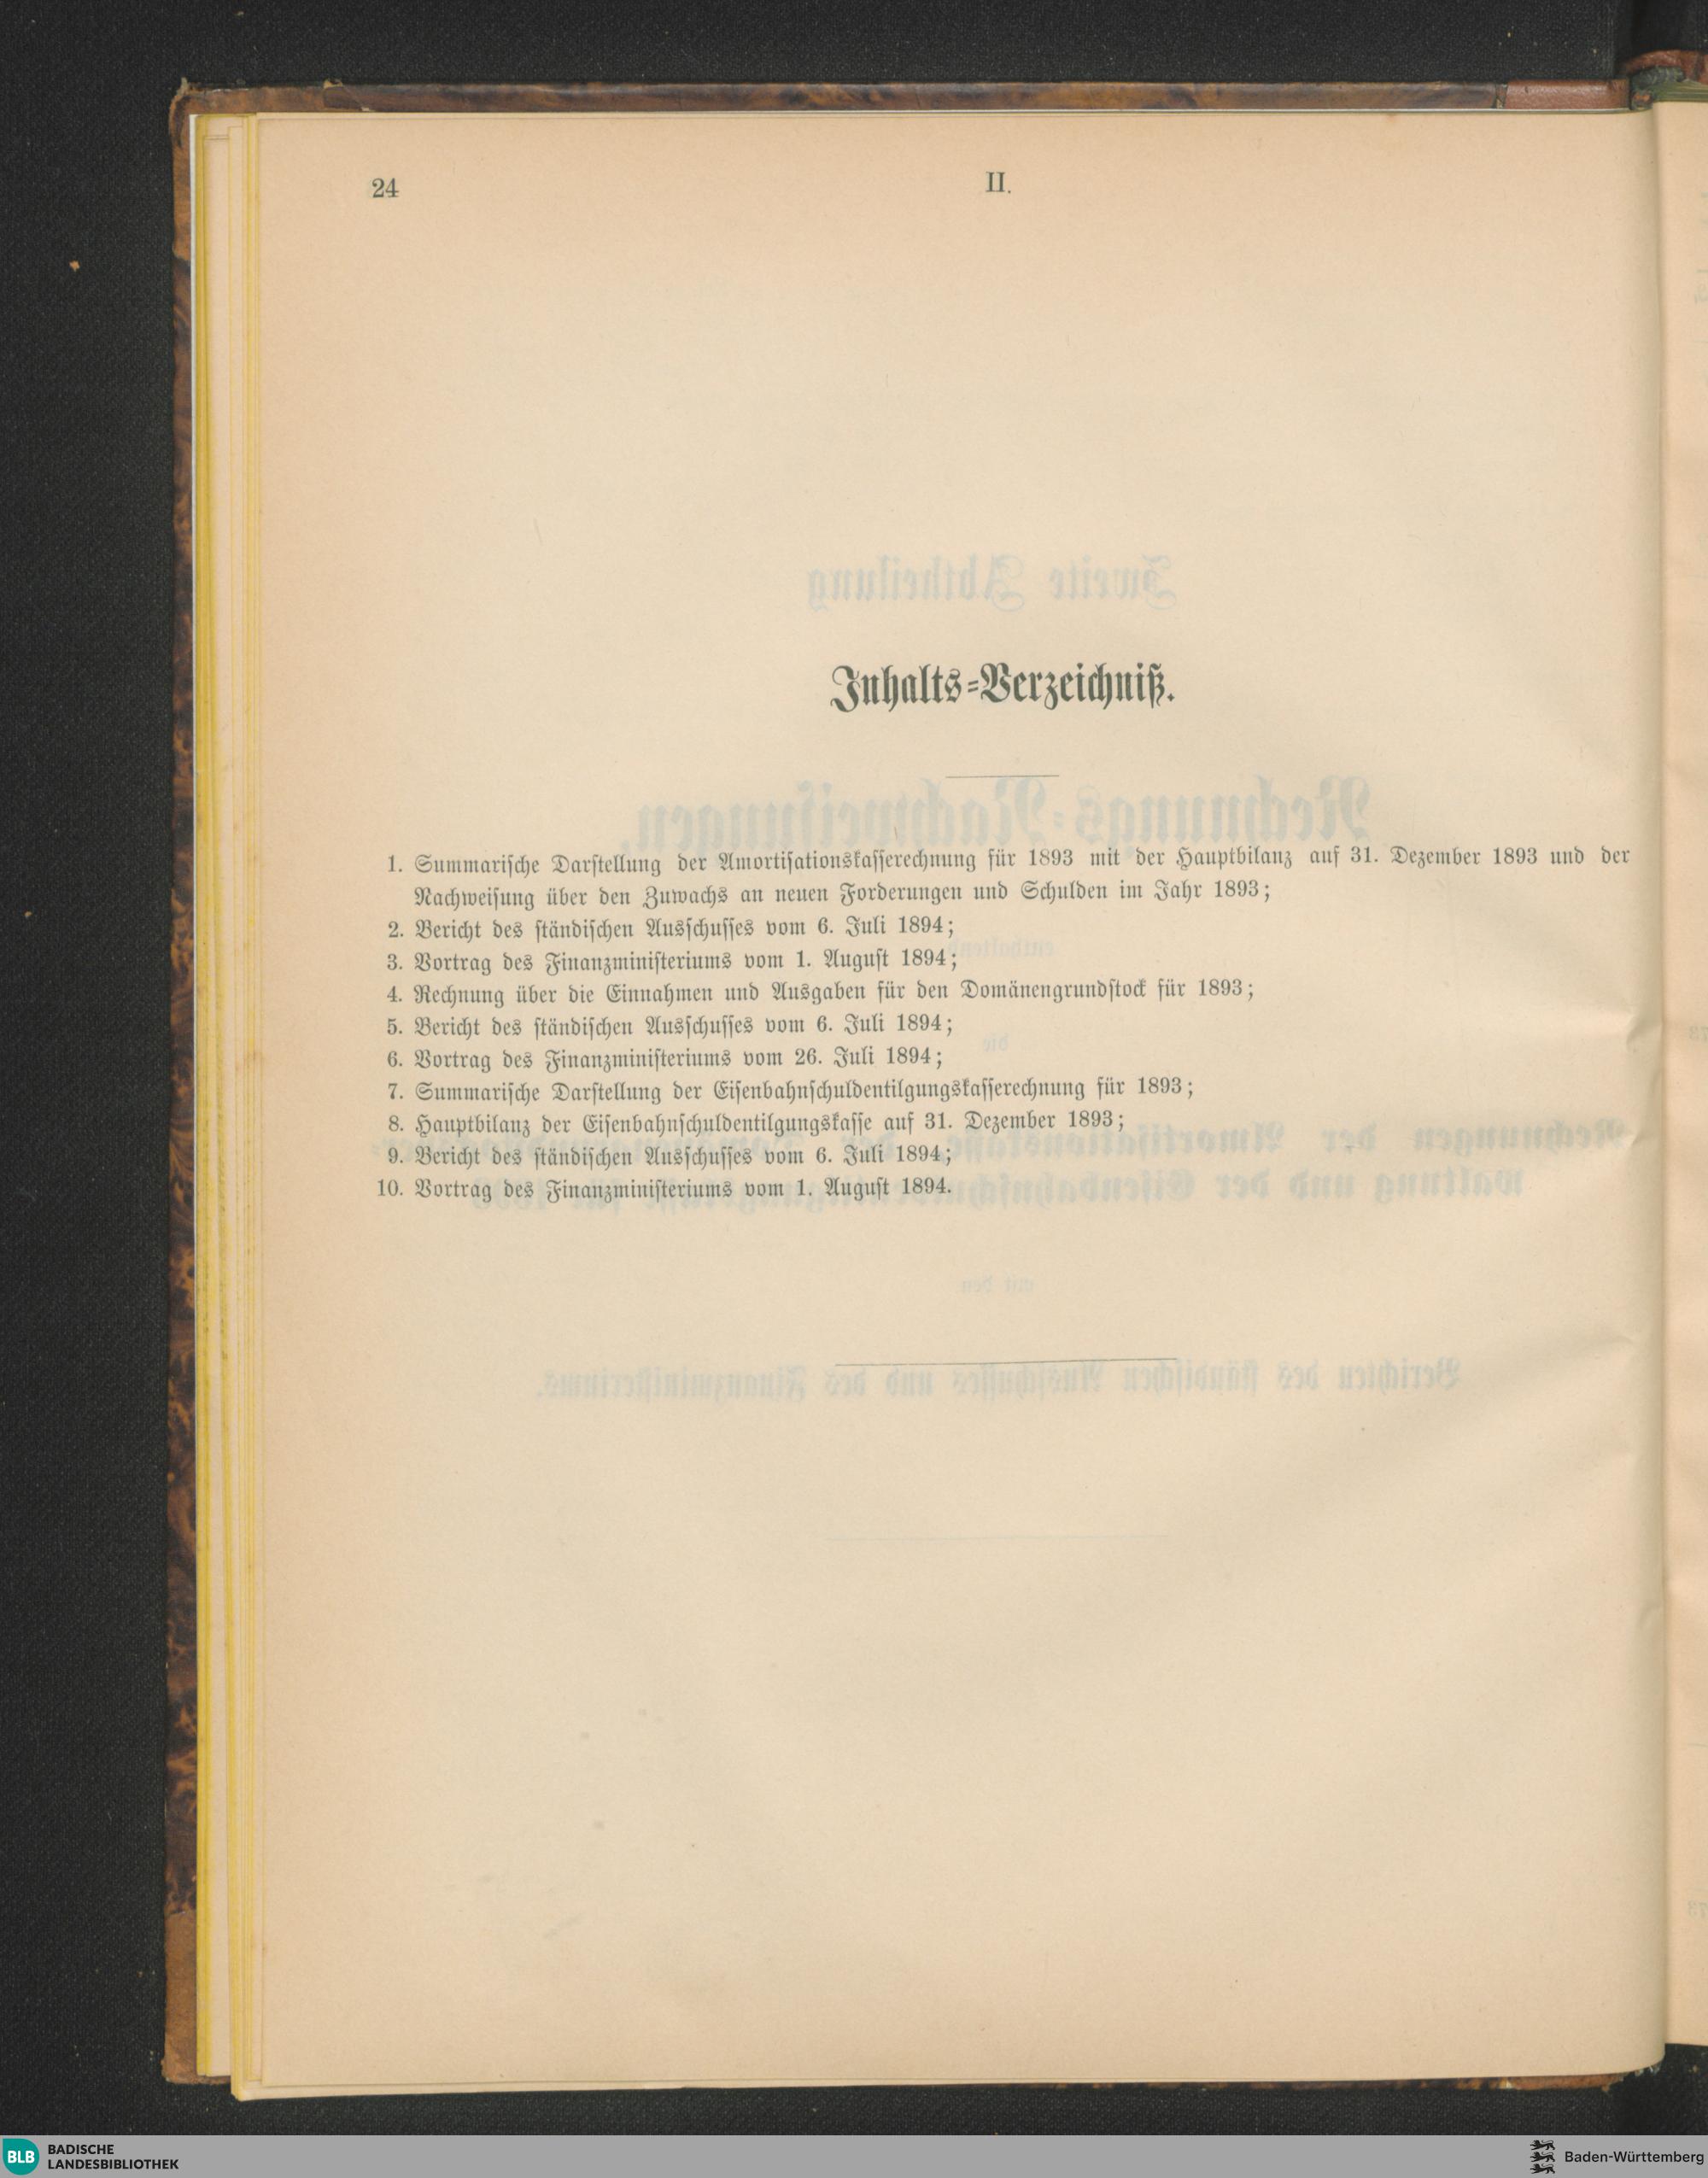 24
II.
Inhalts-Verzeichniß.
1. Summarische Darstellung der Amortisationskasserechnung für 1893 mit der Hauptbilanz auf 31. Dezember 1893 und der
Nachweisung über den Zuwachs an neuen Forderungen und Schulden im Jahr 1893;
2. Bericht des ständischen Ausschusses vom 6. Juli 1894;
3. Vortrag des Finanzministeriums vom 1. August 1894;
4. Rechnung über die Einnahmen und Ausgaben für den Domänengrundstock für 1893;
5. Bericht des ständischen Ausschusses vom 6. Juli 1894;
6. Vortrag des Finanzministeriums vom 26. Juli 1894;
7. Summarische Darstellung der Eisenbahnschuldentilgungskasserechnung für 1893;
8. Hauptbilanz der Eisenbahnschuldentilgungskasse auf 31. Dezember 1893;
9. Bericht des ständischen Ausschusses vom 6. Juli 1894;
10. Vortrag des Finanzministeriums vom 1. August 1894.
BLB
BADISCHE
LANDESBIBLIOTHEK
Baden-Württemberg